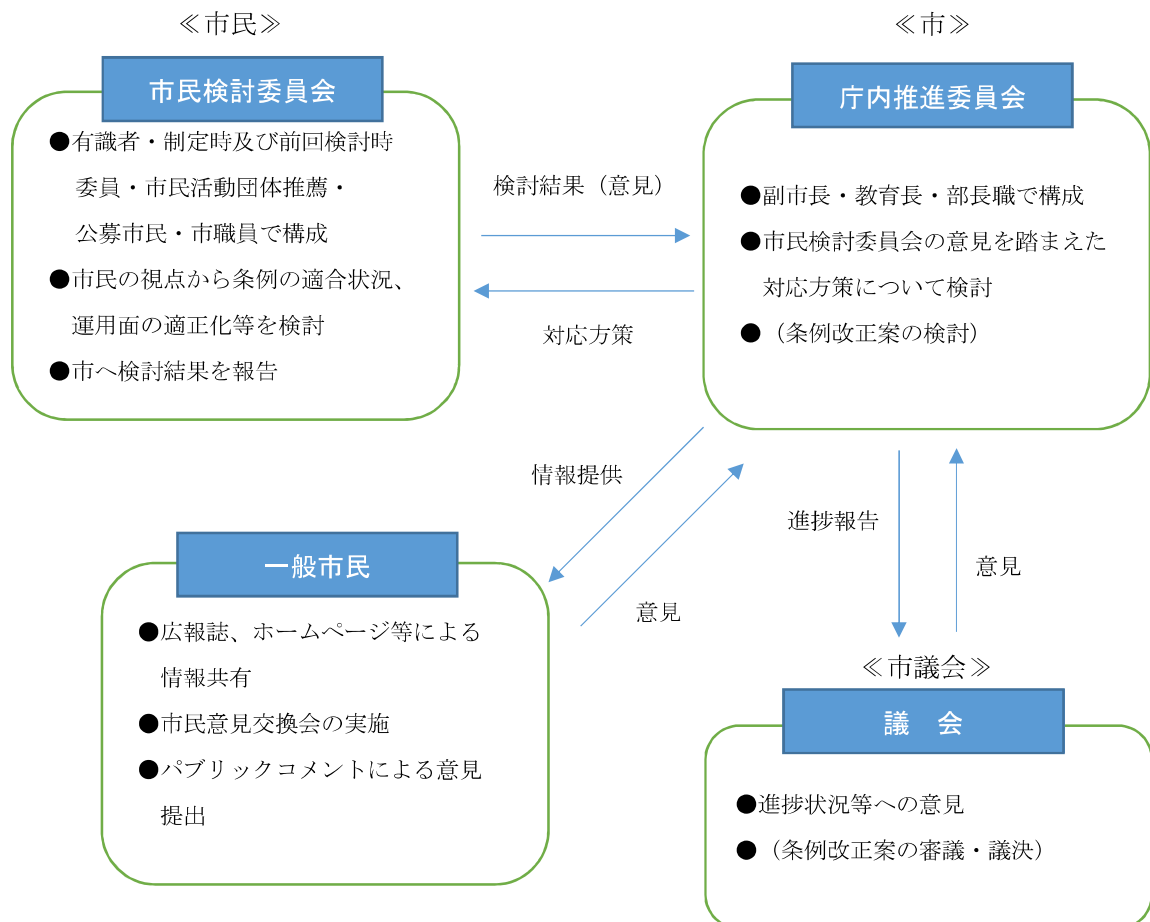 ≪市民≫
市民検討委員会
●有識者・制定時及び前回検討時
委員・市民活動団体推薦・
公募市民・市職員で構成
●市民の視点から条例の適合状況、
運用面の適正化等を検討
●市へ検討結果を報告
検討結果（意見）
対応方策
≪市≫
庁内推進委員会
●副市長・教育長・部長職で構成
●市民検討委員会の意見を踏まえた
対応方策について検討
●（条例改正案の検討）
情報提供
意見
進捗報告
意見
一般市民
●広報誌、ホームページ等による
情報共有
●市民意見交換会の実施
●パブリックコメントによる意見
提出
≪市議会≫
議　会
●進捗状況等への意見
●（条例改正案の審議・議決）